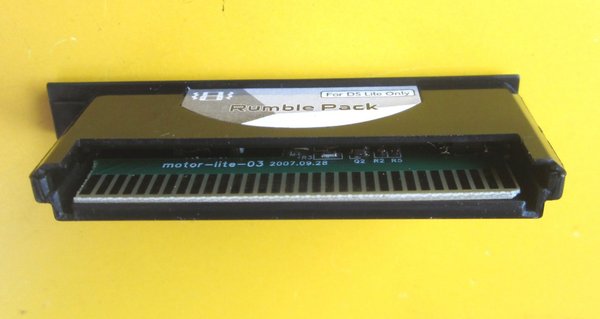 For DS Lite Only
Rumble Pack
motor-lite-03 2007.09.28
R3
Q2 R2 R5